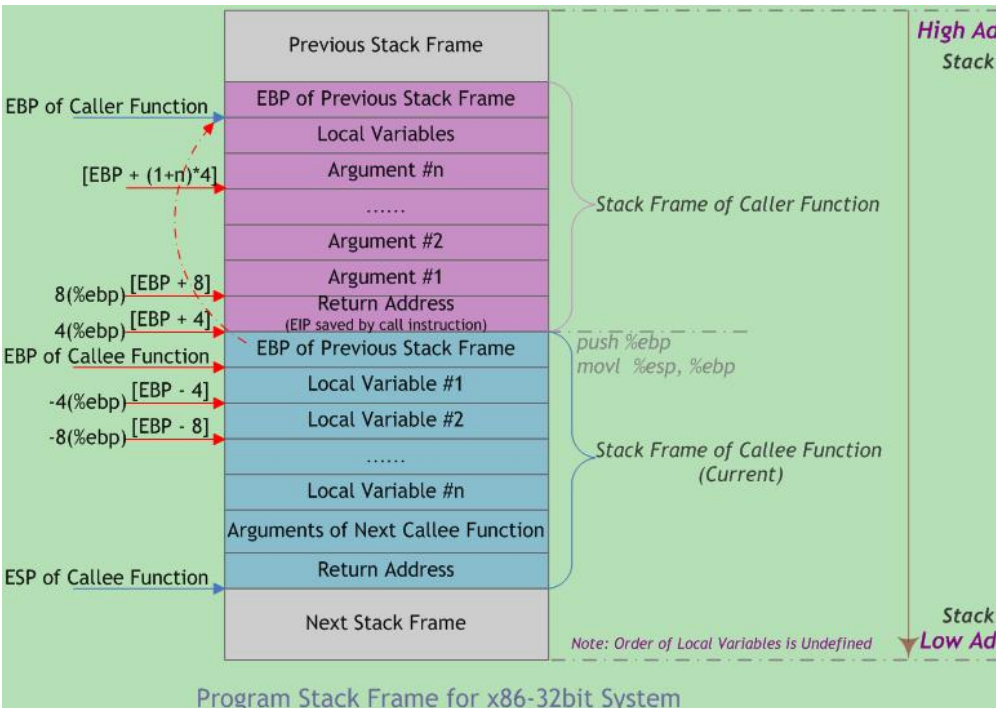 High Ad
Previous Stack Frame
Stack
EBP of Previous Stack Frame
EBP of Caller Function
Local Variables
Argument #n
[EBP + (1+n)*4]
......
Stack Frame of Caller Function
Argument #2
Argument #1
8(%ebp) [EBP + 8]
Return Address
(EIP saved by call instruction)
4(%ebp) [EBP + 4]
EBP of Previous Stack Frame
push %ebp
movl %esp, %ebp
EBP of Callee Function
Local Variable #1
-4(%ebp) [EBP - 4]
Local Variable #2
-8(%ebp) [EBP - 8]
......
Stack Frame of Callee Function
(Current)
Local Variable #n
Arguments of Next Callee Function
Return Address
ESP of Callee Function
Next Stack Frame
Stack
Note: Order of Local Variables is Undefined
Low Ad
Program Stack Frame for x86-32bit System